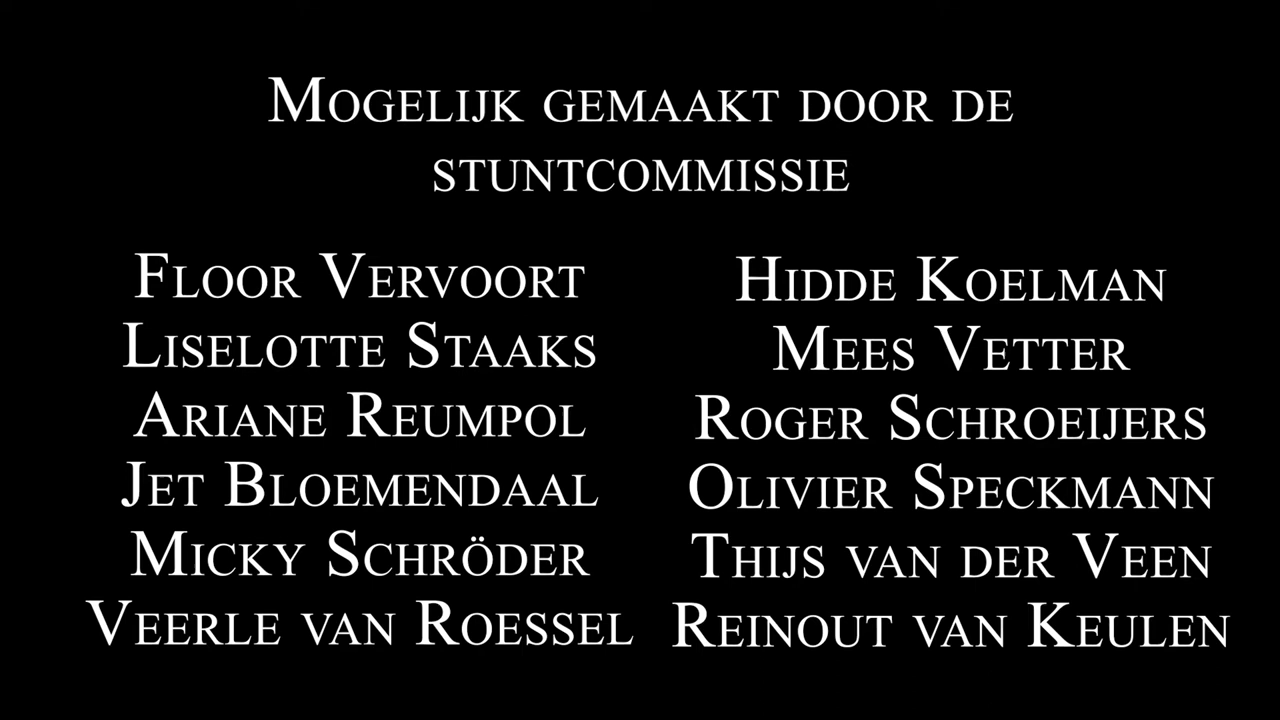 Mogelijk gemaakt door de
stuntcommissie
Floor Vervoort
Liselotte Staaks
Ariane Reumpol
Jet Bloemendaal
Micky Schröder
Veerle van Roessel
Hidde Koelman
Mees Vetter
Roger Schroeijers
Olivier Speckmann
Thijs van der Veen
Reinout van Keulen